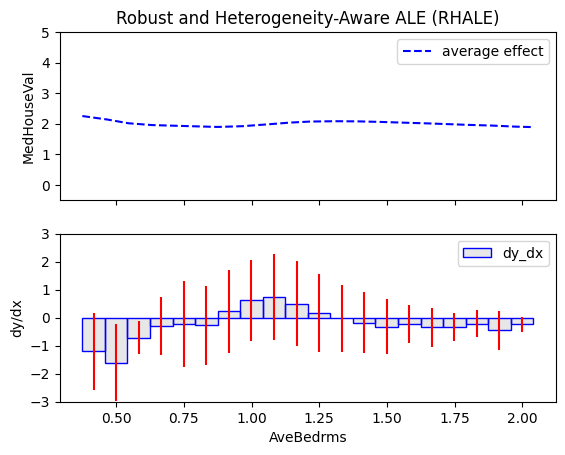 Robust and Heterogeneity-Aware ALE (RHALE)
5
4
3
2
1
0
MedHouseVal
average effect
3
2
1
0
−1
−2
−3
dy/dx
dy_dx
0.50 0.75 1.00 1.25 1.50 1.75 2.00
AveBedrms